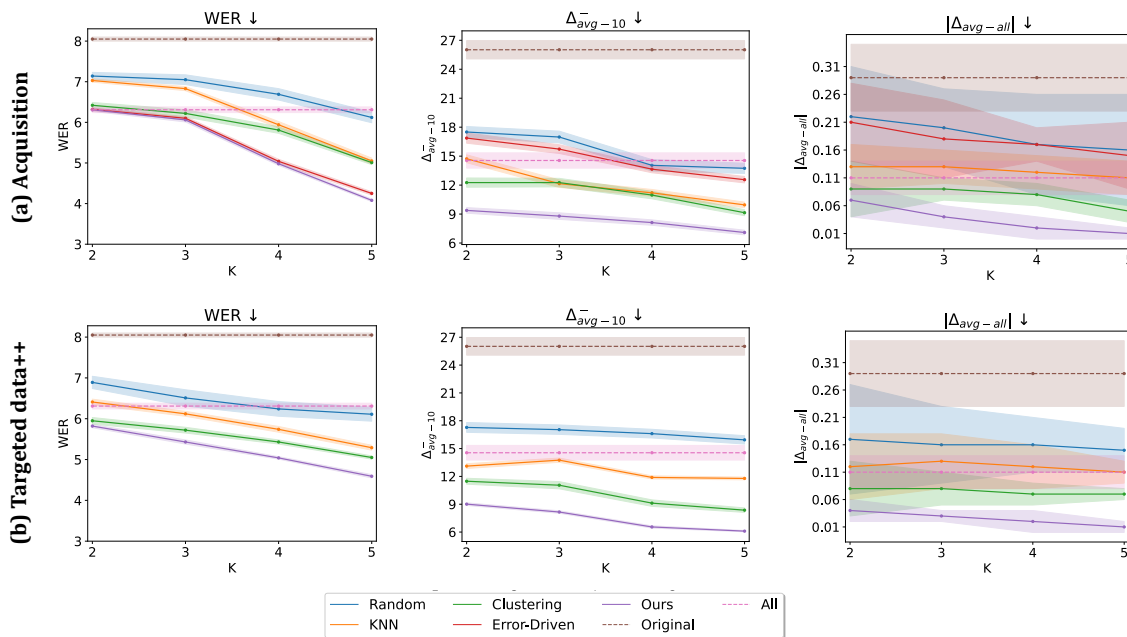 (a) Acquisition
WER ↓
WER
8
7
6
5
4
3
2 3 4 5
K
Δ⁻avg−10 ↓
Δ⁻avg−10
27
24
21
18
15
12
9
6
2 3 4 5
K
|Δavg−all| ↓
|Δavg−all|
0.31
0.26
0.21
0.16
0.11
0.06
0.01
2 3 4 5
K
(b) Targeted data++
WER ↓
WER
8
7
6
5
4
3
2 3 4 5
K
Δ⁻avg−10 ↓
Δ⁻avg−10
27
24
21
18
15
12
9
6
2 3 4 5
K
|Δavg−all| ↓
|Δavg−all|
0.31
0.26
0.21
0.16
0.11
0.06
0.01
2 3 4 5
K
Random Clustering Ours All
KNN Error-Driven Original